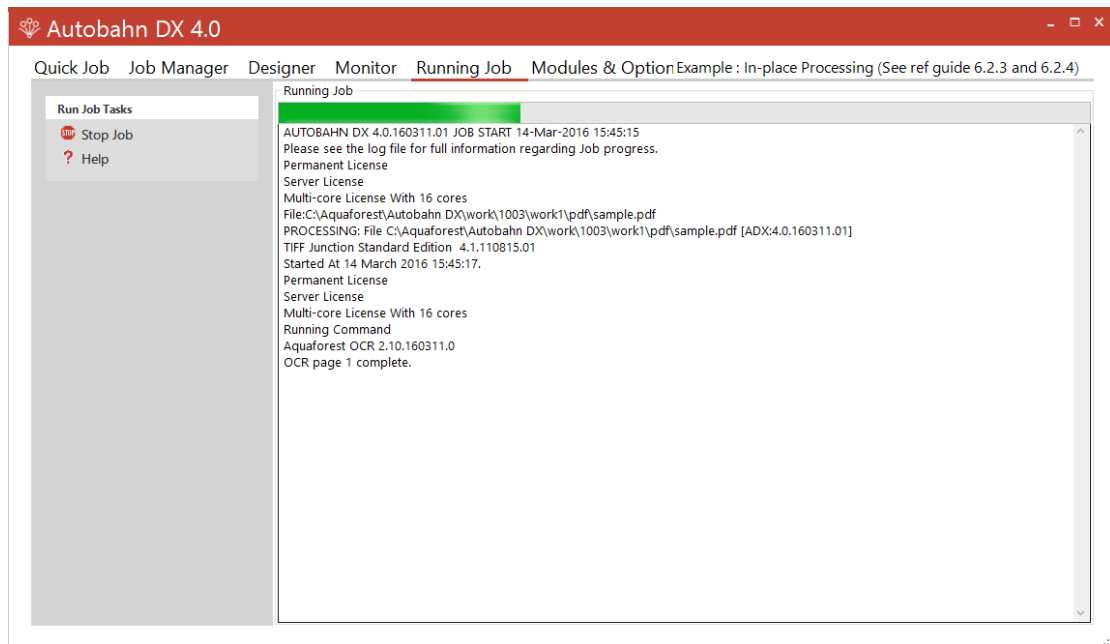 Autobahn DX 4.0
Quick Job Job Manager Designer Monitor Running Job Modules & Option Example : In-place Processing (See ref guide 6.2.3 and 6.2.4)
Run Job Tasks
STOP Stop Job
? Help
Running Job
AUTOBAHN DX 4.0.160311.01 JOB START 14-Mar-2016 15:45:15
Please see the log file for full information regarding Job progress.
Permanent License
Server License
Multi-core License With 16 cores
File:C:\Aquaforest\Autobahn DX\work\1003\work1\pdf\sample.pdf
PROCESSING: File C:\Aquaforest\Autobahn DX\work\1003\work1\pdf\sample.pdf [ADX:4.0.160311.01]
TIFF Junction Standard Edition 4.1.110815.01
Started At 14 March 2016 15:45:17.
Permanent License
Server License
Multi-core License With 16 cores
Running Command
Aquaforest OCR 2.10.160311.0
OCR page 1 complete.